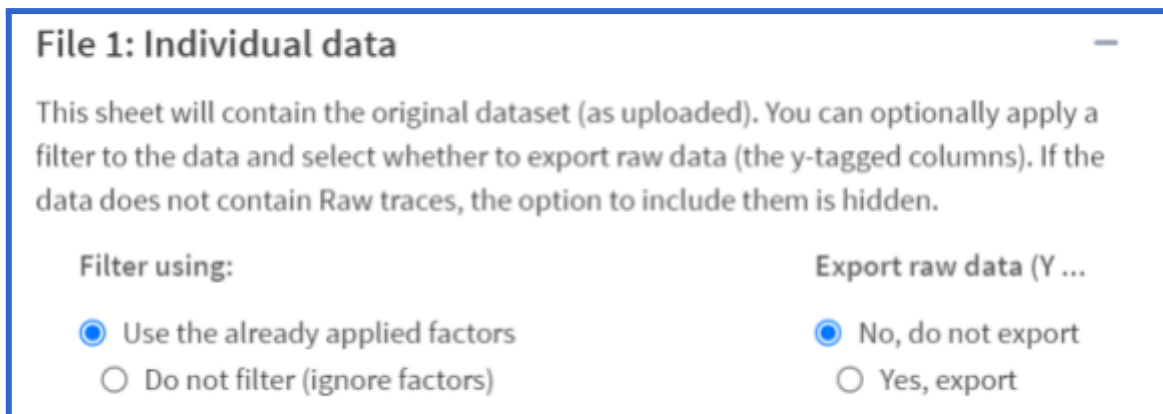 File 1: Individual data
This sheet will contain the original dataset (as uploaded). You can optionally apply a
filter to the data and select whether to export raw data (the y-tagged columns). If the
data does not contain Raw traces, the option to include them is hidden.
Filter using:
Export raw data (Y ...
Use the already applied factors
No, do not export
Do not filter (ignore factors)
Yes, export